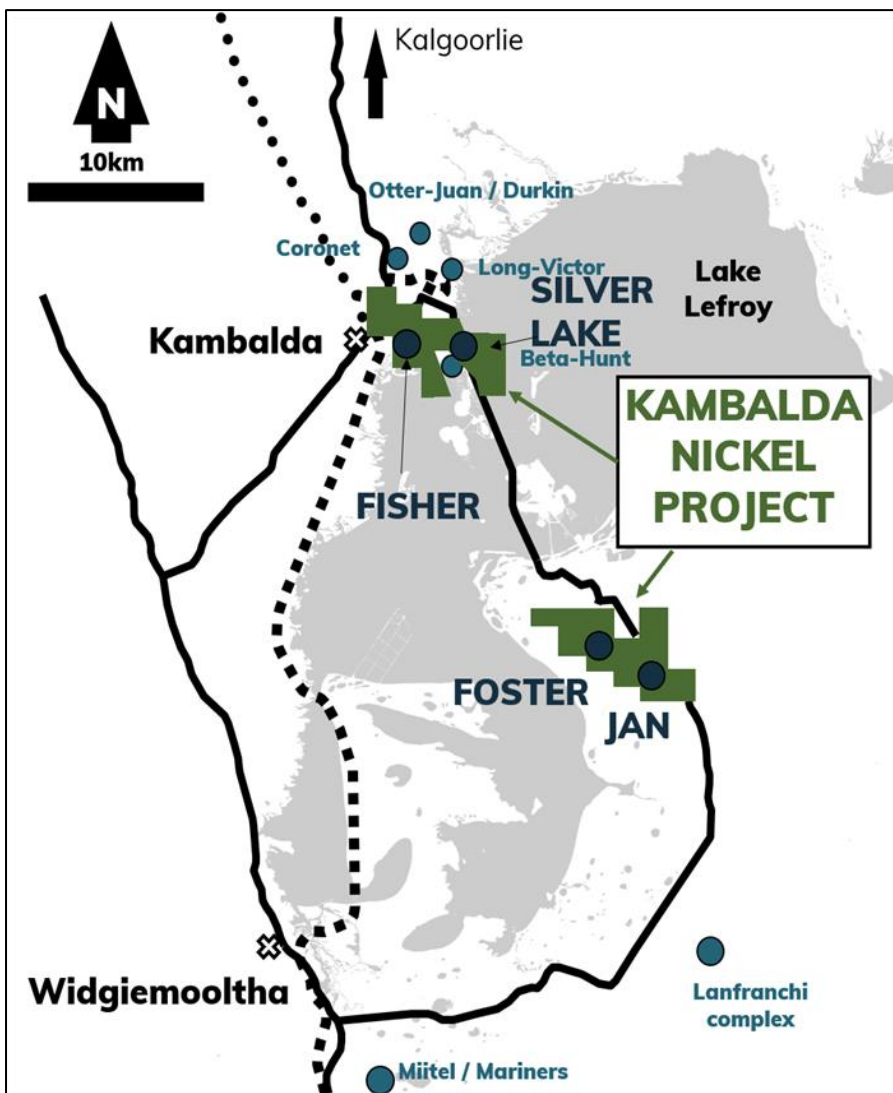 Kalgoorlie
N
10km
Otter-Juan / Durkin
Coronet
Long-Victor
SILVER
LAKE
Lake
Lefroy
Kambalda
Beta-Hunt
KAMBALDA
NICKEL
PROJECT
FISHER
FOSTER
JAN
Widgiemooltha
Lanfranchi
complex
Miitel / Mariners